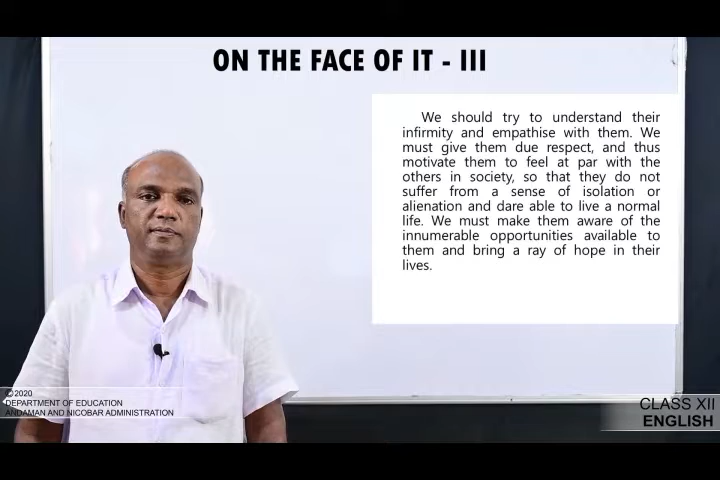 ON THE FACE OF IT - III
We should try to understand their
infirmity and empathise with them. We
must give them due respect, and thus
motivate them to feel at par with the
others in society, so that they do not
suffer from a sense of isolation or
alienation and dare able to live a normal
life. We must make them aware of the
innumerable opportunities available to
them and bring a ray of hope in their
lives.
©2020
DEPARTMENT OF EDUCATION
ANDAMAN AND NICOBAR ADMINISTRATION
CLASS XII
ENGLISH